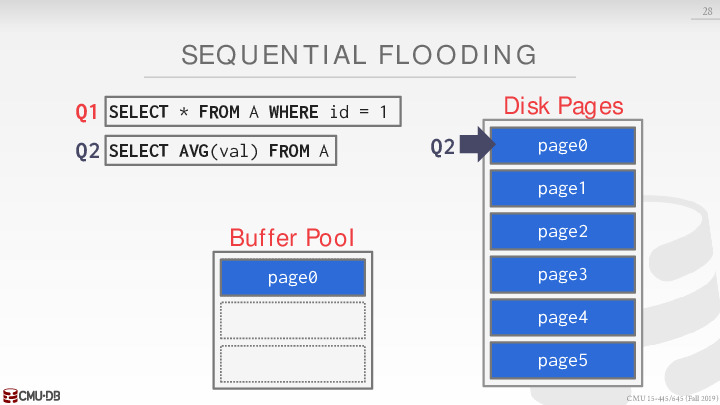 28
SEQUENTIAL FLOODING
Q1 SELECT * FROM A WHERE id = 1
Q2 SELECT AVG(val) FROM A
Disk Pages
Q2
page0
page1
page2
page3
page4
page5
Buffer Pool
page0
CMU·DB
CMU 15-445/645 (Fall 2019)